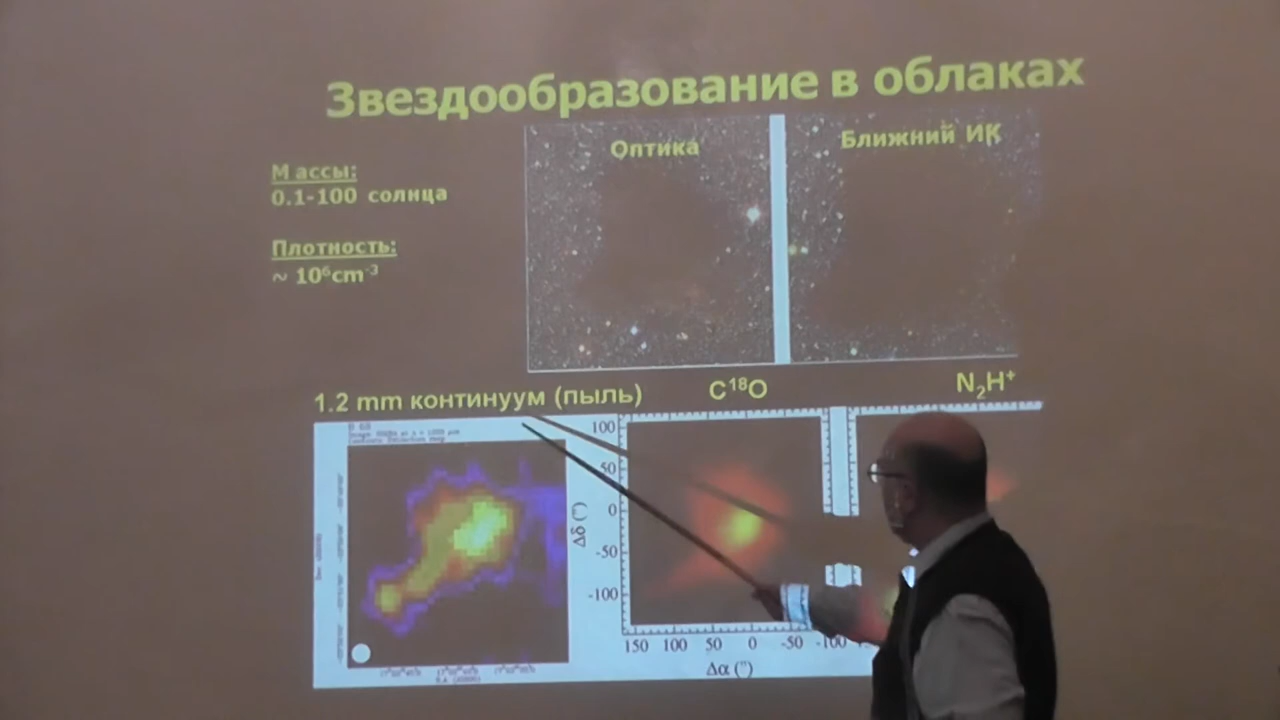 Звездообразование в облаках
Массы:
0.1-100 солнца
Плотность:
~ 10⁶cm⁻³
Оптика
Ближний ИК
1.2 mm континуум (пыль)
C¹⁸O
N₂H⁺
100
50
0
-50
-100
Δδ (")
150 100 50 0 -50 -100
Δα (")